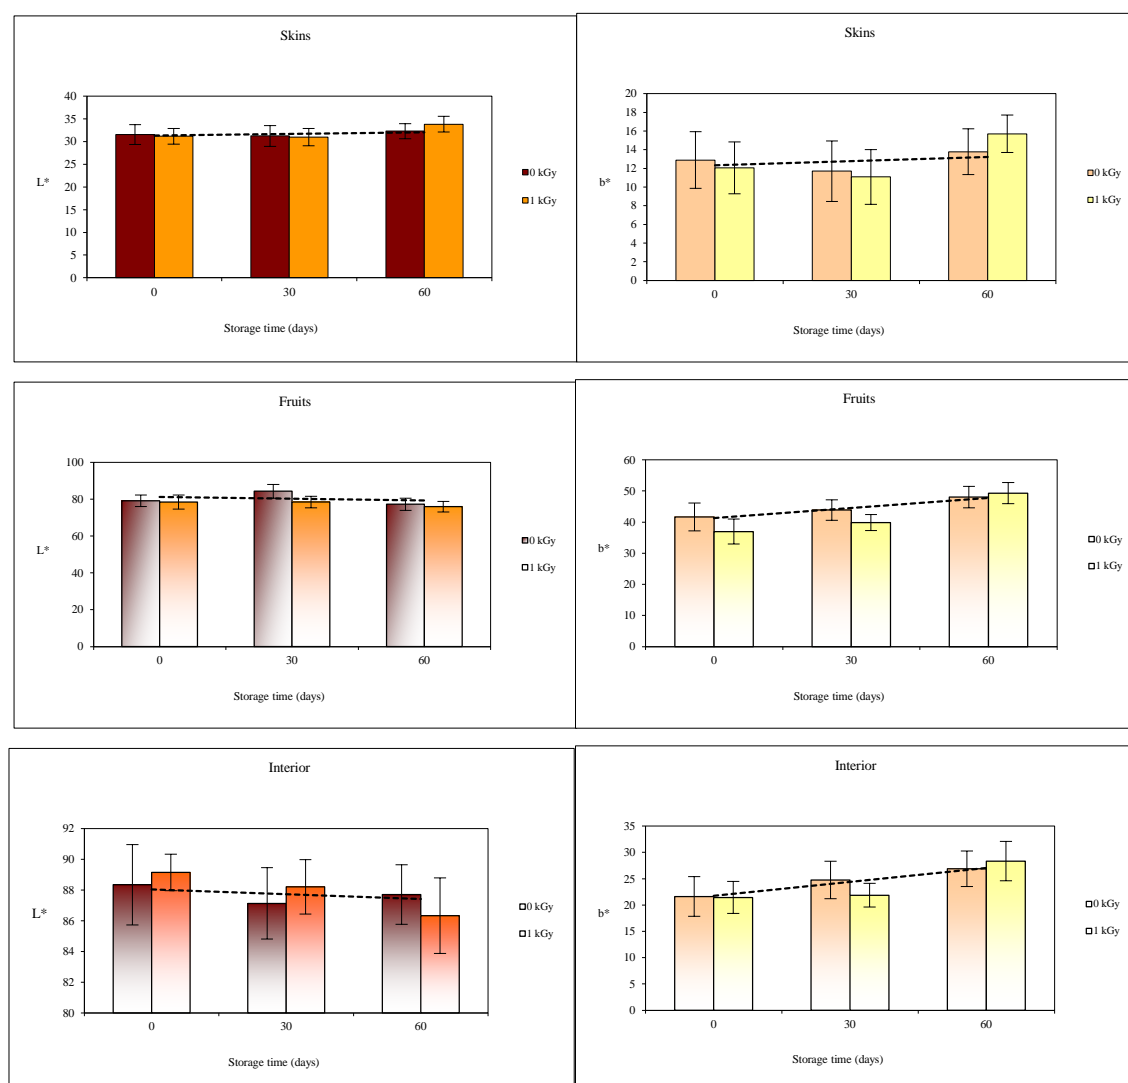 Skins
40
35
30
25
20
15
10
5
0
L*
0 kGy
1 kGy
0 30 60
Storage time (days)
Skins
20
18
16
14
12
10
8
6
4
2
0
b*
0 kGy
1 kGy
0 30 60
Storage time (days)
Fruits
100
80
60
40
20
0
L*
0 kGy
1 kGy
0 30 60
Storage time (days)
Fruits
60
50
40
30
20
10
0
b*
0 kGy
1 kGy
0 30 60
Storage time (days)
Interior
92
90
88
86
84
82
80
L*
0 kGy
1 kGy
0 30 60
Storage time (days)
Interior
35
30
25
20
15
10
5
0
b*
0 kGy
1 kGy
0 30 60
Storage time (days)